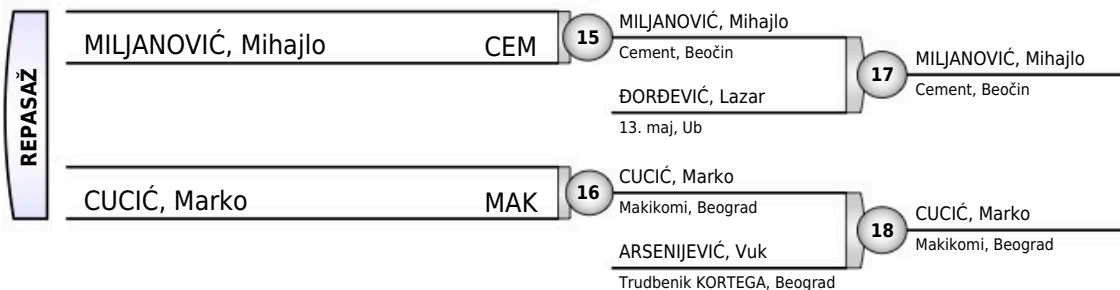 REPASAŽ
MILJANOVIĆ, Mihajlo CEM
15
MILJANOVIĆ, Mihajlo
Cement, Beočin
ĐORĐEVIĆ, Lazar
13. maj, Ub
17
MILJANOVIĆ, Mihajlo
Cement, Beočin
CUCIĆ, Marko MAK
16
CUCIĆ, Marko
Makikomi, Beograd
ARSENIJEVIĆ, Vuk
Trudbenik KORTEGA, Beograd
18
CUCIĆ, Marko
Makikomi, Beograd